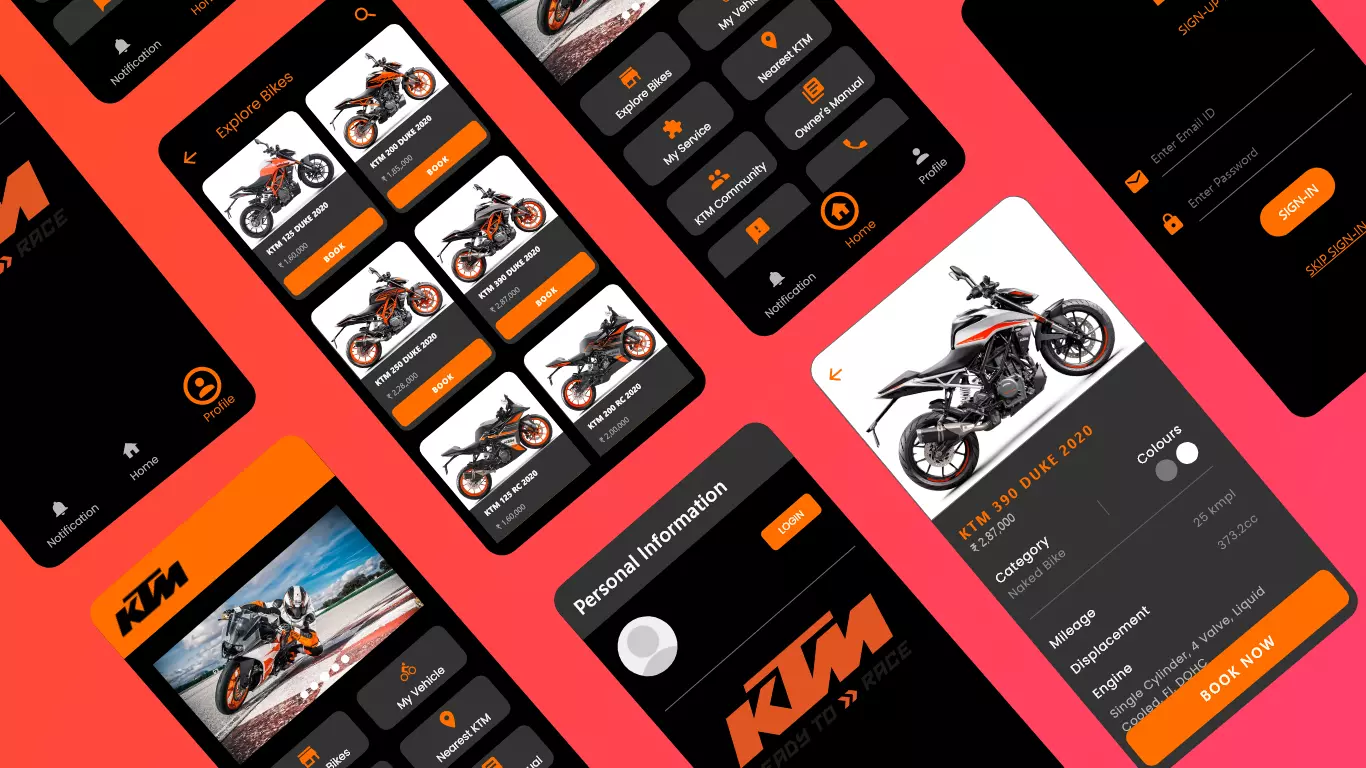 Home
Notification
RACE
Profile
Home
Notification
Explore Bikes
KTM 125 DUKE 2020
₹ 1,60,000
BOOK
KTM 200 DUKE 2020
₹ 1,85,,000
BOOK
KTM 250 DUKE 2020
₹ 2,28,,000
BOOK
KTM 390 DUKE 2020
₹ 2,87,000
BOOK
KTM 125 RC 2020
₹ 1,60,000
KTM 200 RC 2020
₹ 2,00,000
My Vehicle
Explore Bikes
Nearest KTM
My Service
Owner's Manual
KTM Community
Profile
Home
Notification
SIGN-UP
Enter Email ID
Enter Password
SIGN-IN
SKIP SIGN-IN
KTM
My Vehicle
Nearest KTM
Bikes
Personal Information
LOGIN
KTM
READY TO RACE
KTM 390 DUKE 2020
₹ 2,87,000
Colours
Category
Naked Bike
Mileage
25 kmpl
Displacement
373.2cc
Engine
Single Cylinder, 4 Valve, Liquid
Cooled, FI, DOHC
BOOK NOW